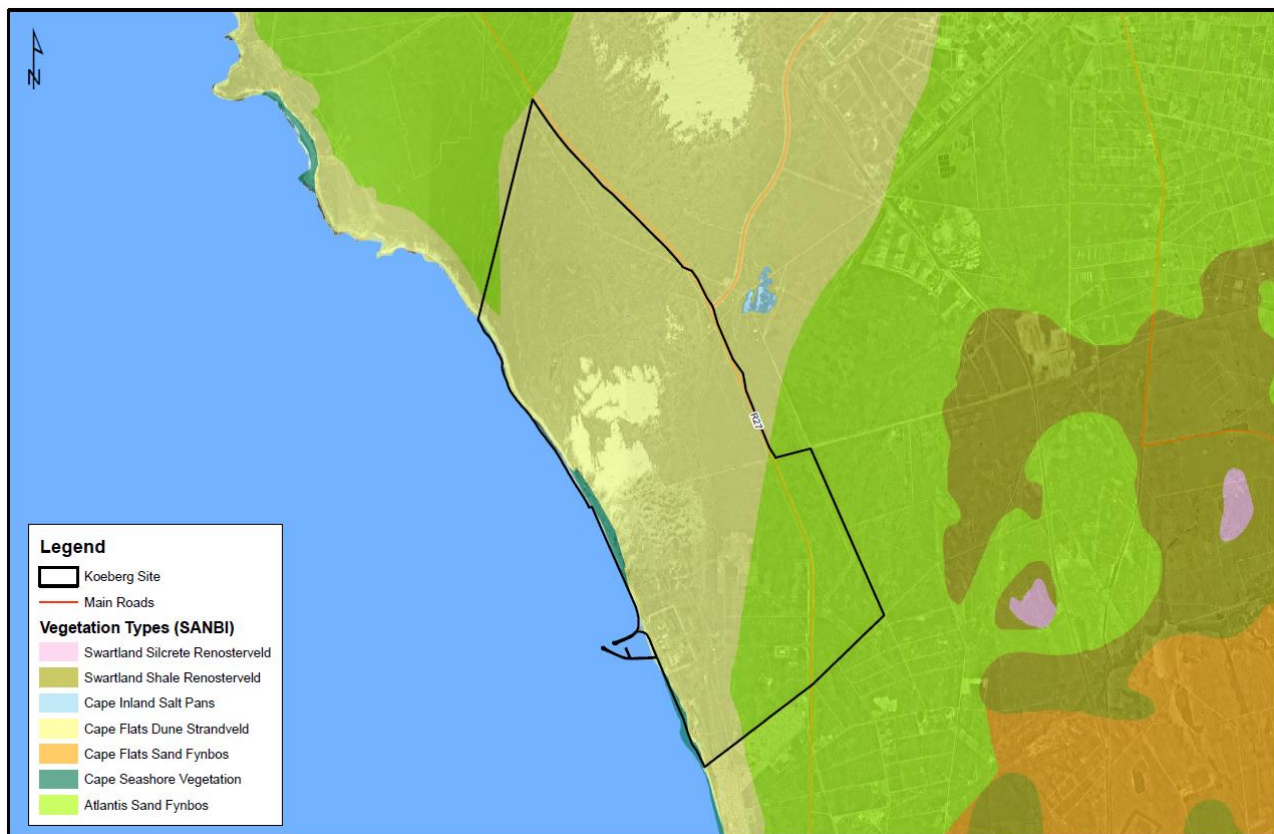 N
R27
Legend
Koeberg Site
Main Roads
Vegetation Types (SANBI)
Swartland Silcrete Renosterveld
Swartland Shale Renosterveld
Cape Inland Salt Pans
Cape Flats Dune Strandveld
Cape Flats Sand Fynbos
Cape Seashore Vegetation
Atlantis Sand Fynbos